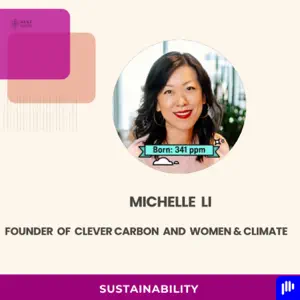 Born: 341 ppm
MICHELLE LI
FOUNDER OF CLEVER CARBON AND WOMEN & CLIMATE
SUSTAINABILITY